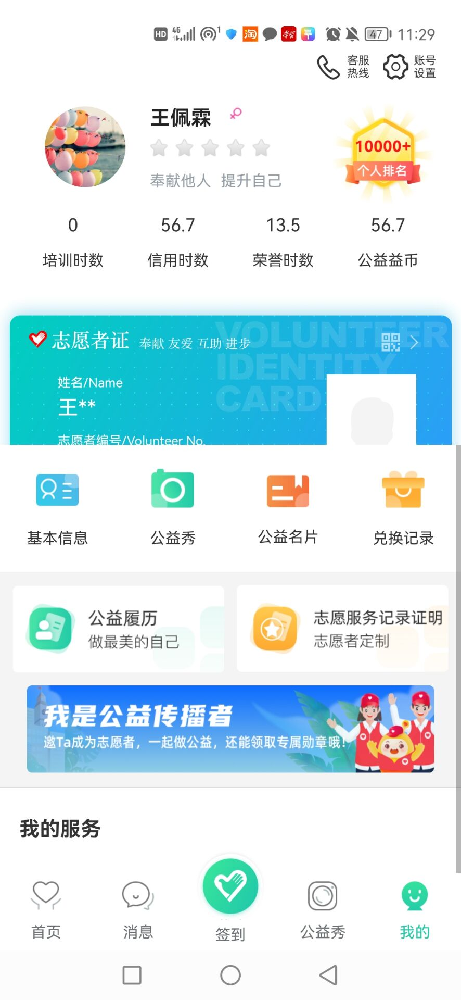 HD 4G 1 淘 学习 47 11:29
客服热线
账号设置
王佩霖
10000+
个人排名
奉献他人 提升自己
0 56.7 13.5 56.7
培训时数 信用时数 荣誉时数 公益益币
志愿者证 奉献 友爱 互助 进步
VOLUNTEER
IDENTITY
CARD
姓名/Name
王**
志愿者编号/Volunteer No.
基本信息 公益秀 公益名片 兑换记录
公益履历
做最美的自己
志愿服务记录证明
志愿者定制
我是公益传播者
邀Ta成为志愿者，一起做公益，还能领取专属勋章哦！
我的服务
首页 消息 签到 公益秀 我的